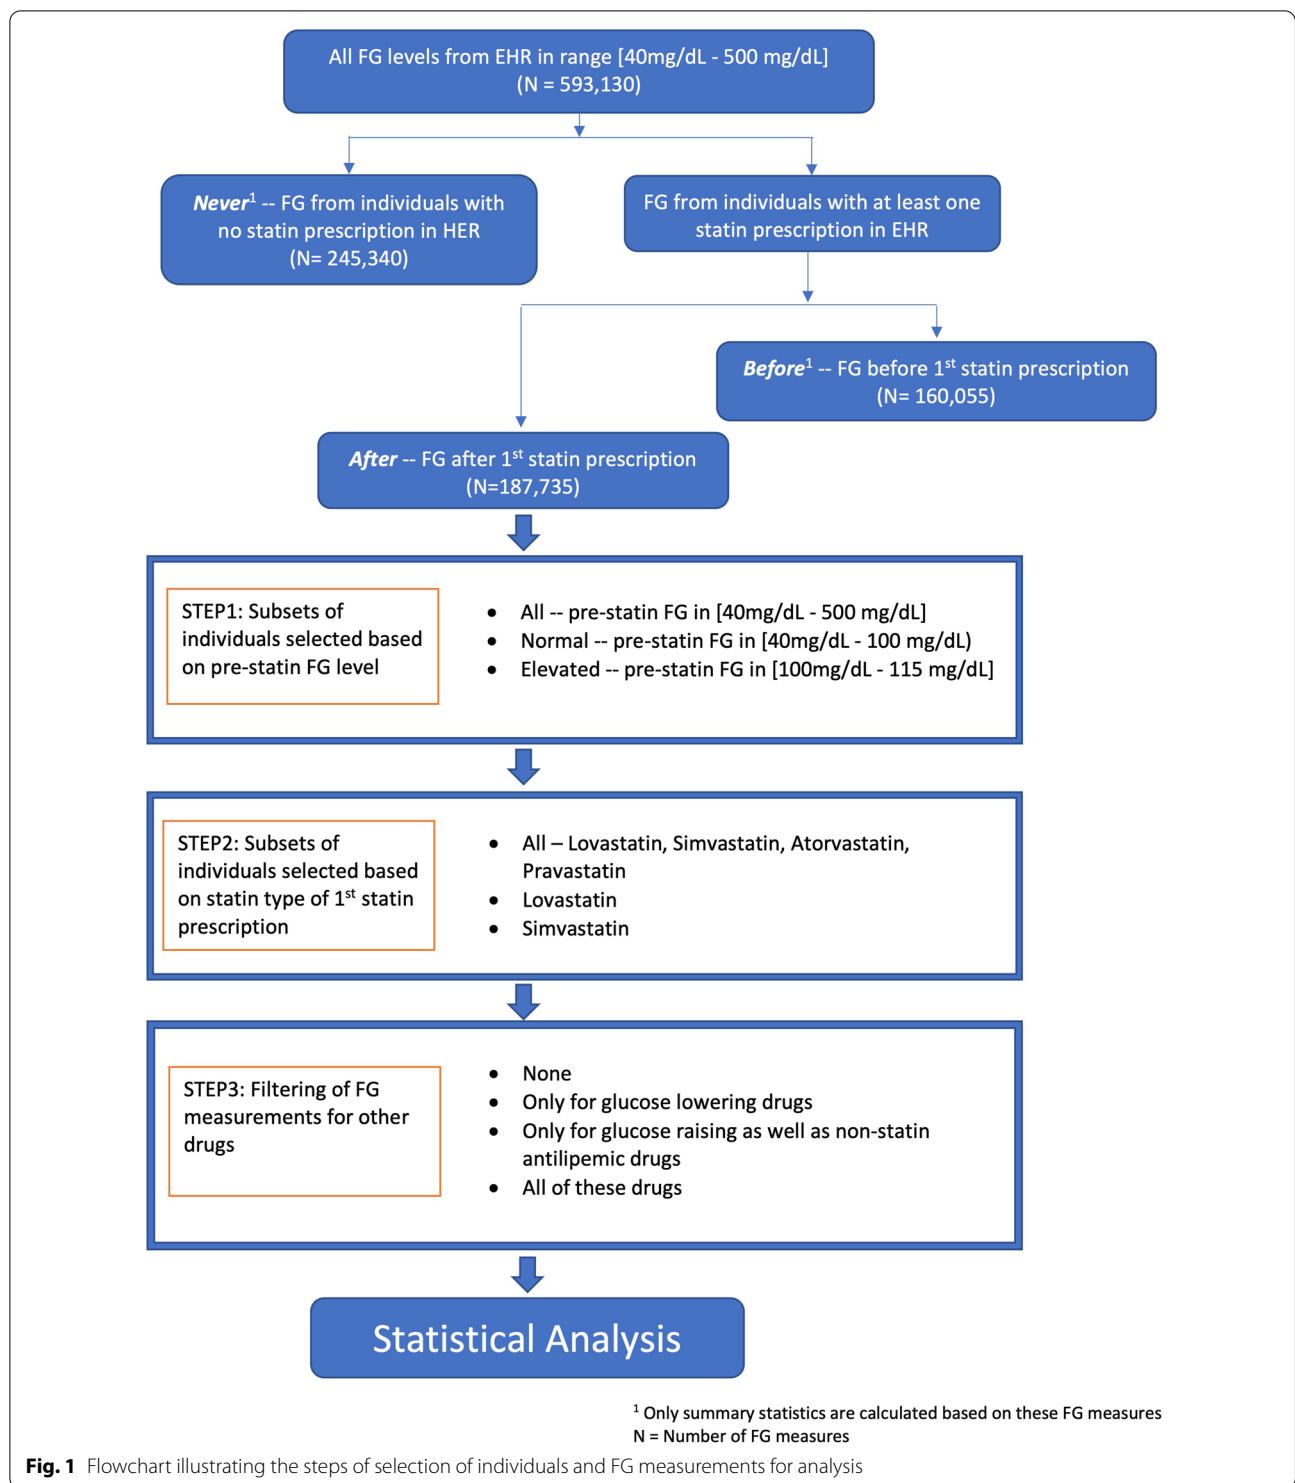 All FG levels from EHR in range [40mg/dL - 500 mg/dL]
(N = 593,130)
Never1 -- FG from individuals with
no statin prescription in HER
(N= 245,340)
FG from individuals with at least one
statin prescription in EHR
Before1 -- FG before 1st statin prescription
(N= 160,055)
After -- FG after 1st statin prescription
(N=187,735)
STEP1: Subsets of
individuals selected based
on pre-statin FG level
• All -- pre-statin FG in [40mg/dL - 500 mg/dL]
• Normal -- pre-statin FG in [40mg/dL - 100 mg/dL)
• Elevated -- pre-statin FG in [100mg/dL - 115 mg/dL]
STEP2: Subsets of
individuals selected based
on statin type of 1st statin
prescription
• All – Lovastatin, Simvastatin, Atorvastatin,
Pravastatin
• Lovastatin
• Simvastatin
STEP3: Filtering of FG
measurements for other
drugs
• None
• Only for glucose lowering drugs
• Only for glucose raising as well as non-statin
antilipemic drugs
• All of these drugs
Statistical Analysis
1 Only summary statistics are calculated based on these FG measures
N = Number of FG measures
Fig. 1 Flowchart illustrating the steps of selection of individuals and FG measurements for analysis